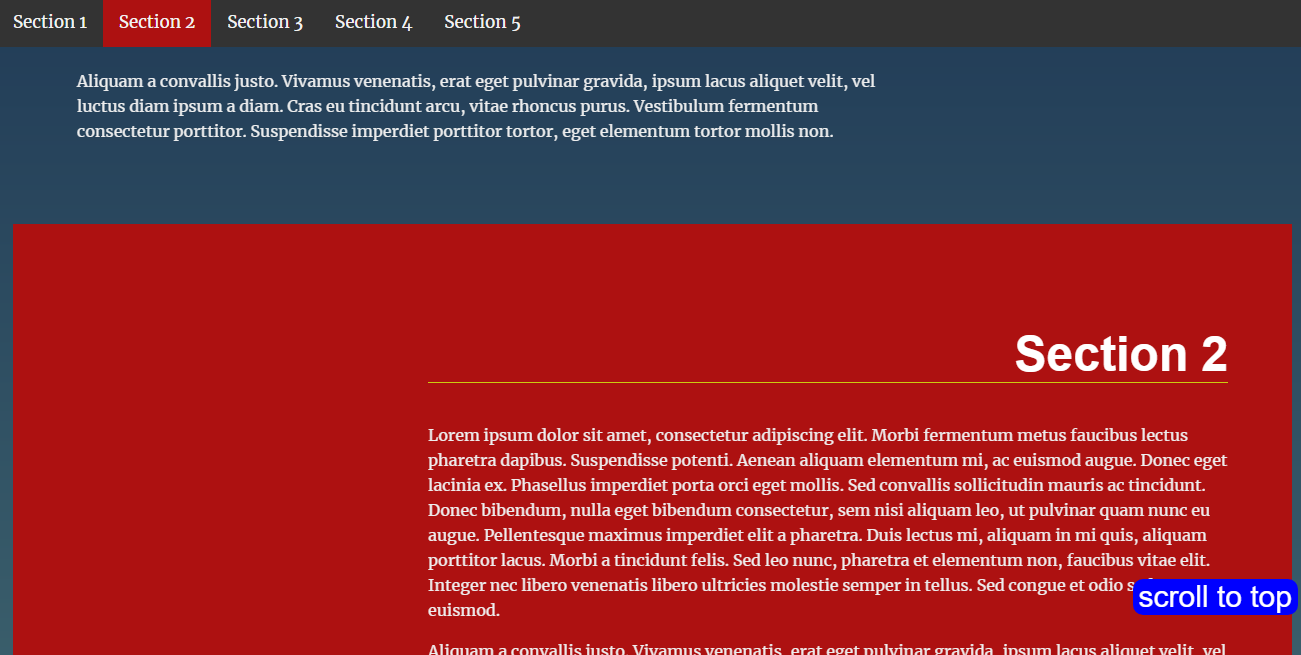 Section 1 Section 2 Section 3 Section 4 Section 5
Aliquam a convallis justo. Vivamus venenatis, erat eget pulvinar gravida, ipsum lacus aliquet velit, vel
luctus diam ipsum a diam. Cras eu tincidunt arcu, vitae rhoncus purus. Vestibulum fermentum
consectetur porttitor. Suspendisse imperdiet porttitor tortor, eget elementum tortor mollis non.
Section 2
Lorem ipsum dolor sit amet, consectetur adipiscing elit. Morbi fermentum metus faucibus lectus
pharetra dapibus. Suspendisse potenti. Aenean aliquam elementum mi, ac euismod augue. Donec eget
lacinia ex. Phasellus imperdiet porta orci eget mollis. Sed convallis sollicitudin mauris ac tincidunt.
Donec bibendum, nulla eget bibendum consectetur, sem nisi aliquam leo, ut pulvinar quam nunc eu
augue. Pellentesque maximus imperdiet elit a pharetra. Duis lectus mi, aliquam in mi quis, aliquam
porttitor lacus. Morbi a tincidunt felis. Sed leo nunc, pharetra et elementum non, faucibus vitae elit.
Integer nec libero venenatis libero ultricies molestie semper in tellus. Sed congue et odio
euismod.
scroll to top
Aliquam a convallis justo. Vivamus venenatis, erat eget pulvinar gravida, ipsum lacus aliquet velit, vel